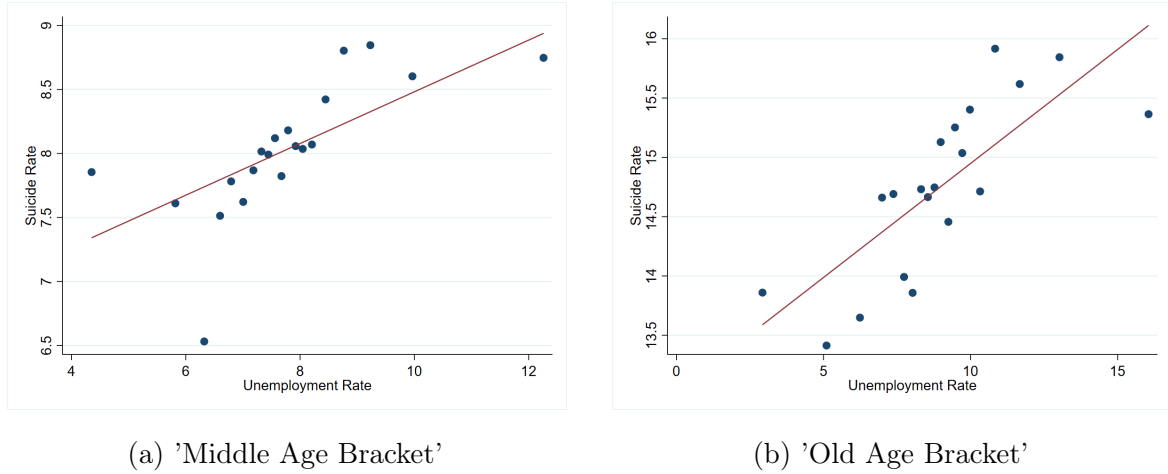 9
8.5
8
7.5
7
6.5
Suicide Rate
4 6 8 10 12
Unemployment Rate
(a) 'Middle Age Bracket'
16
15.5
15
14.5
14
13.5
Suicide Rate
0 5 10 15
Unemployment Rate
(b) 'Old Age Bracket'